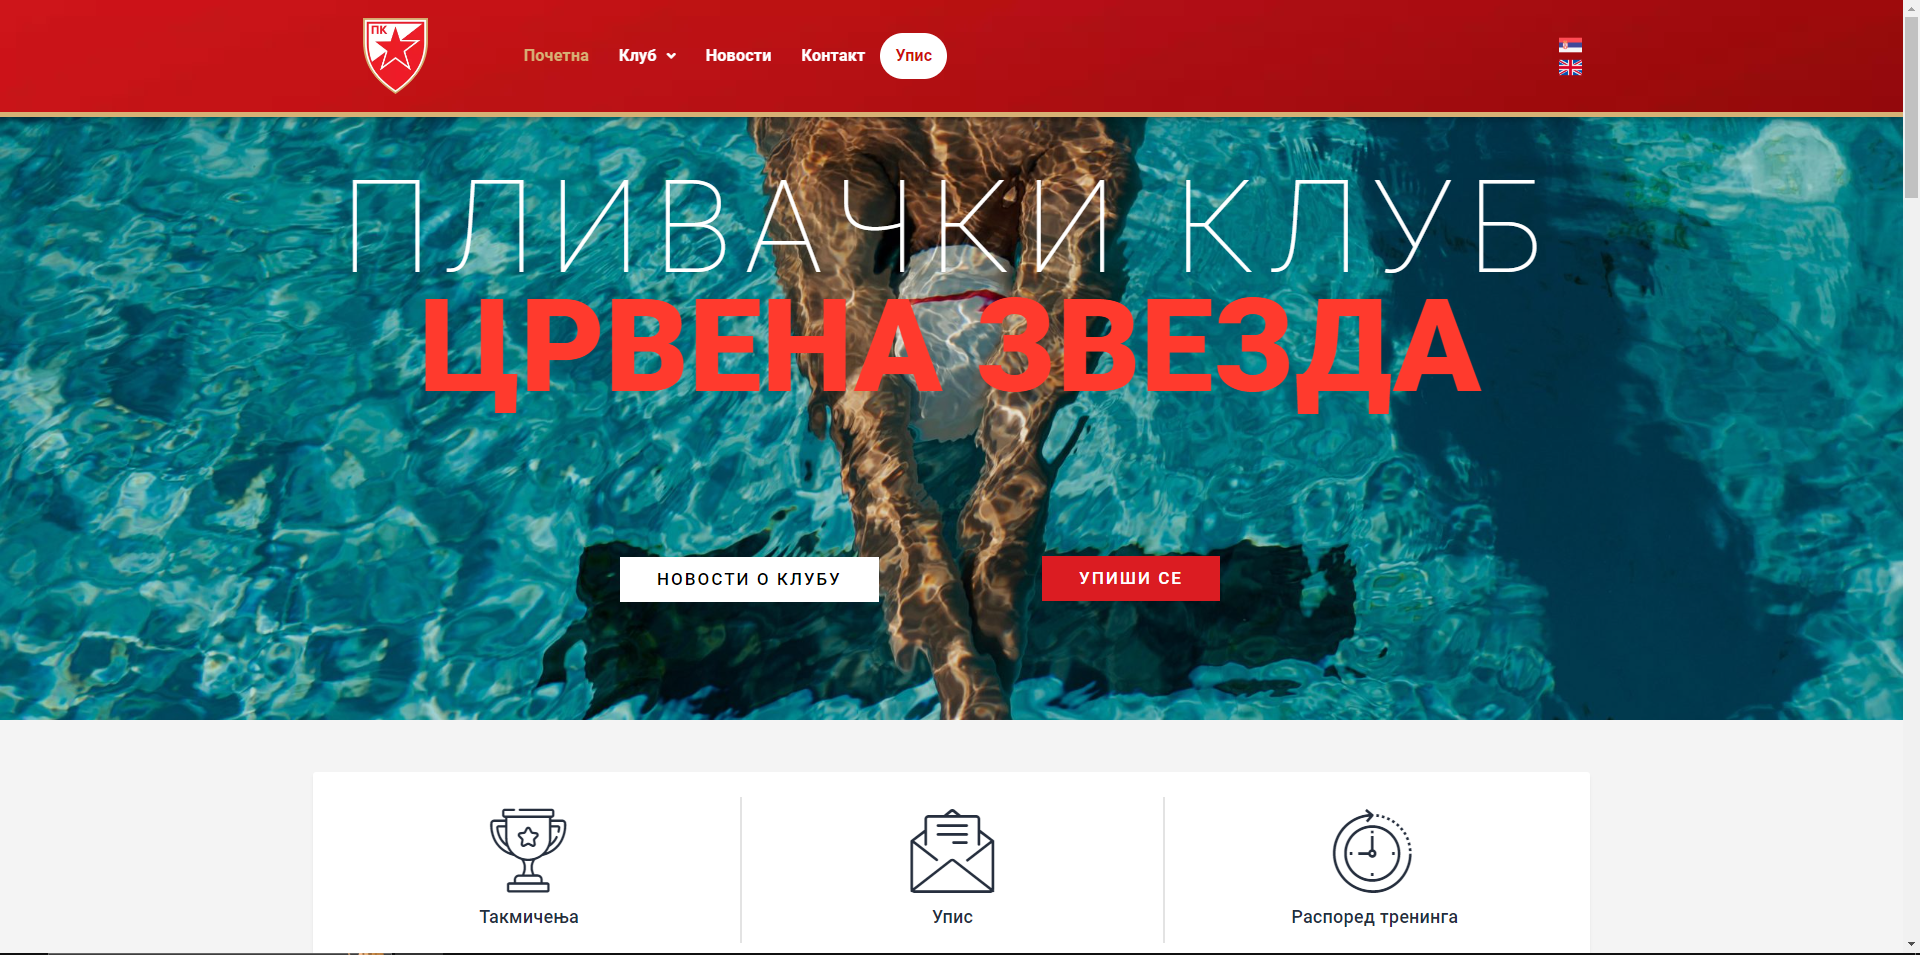 ПК
Почетна Клуб Новости Контакт Упис
ПЛИВАЧКИ КЛУБ
ЦРВЕНА ЗВЕЗДА
НОВОСТИ О КЛУБУ УПИШИ СЕ
Такмичења Упис Распоред тренинга